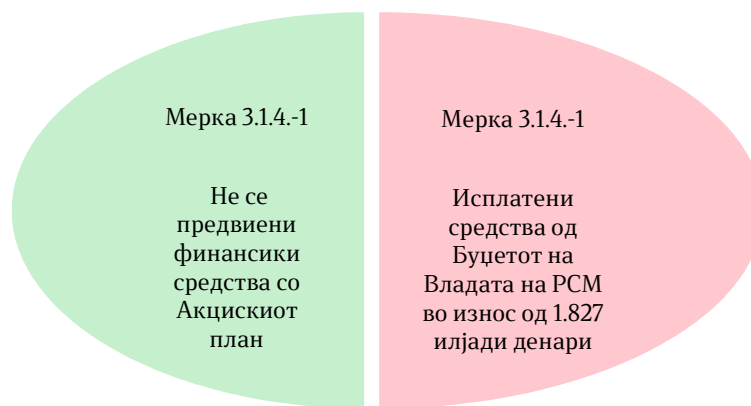 Мерка 3.1.4.-1
Не се
предвиени
финансики
средства со
Акцискиот
план
Мерка 3.1.4.-1
Исплатени
средства од
Буџетот на
Владата на РСМ
во износ од 1.827
илјади денари